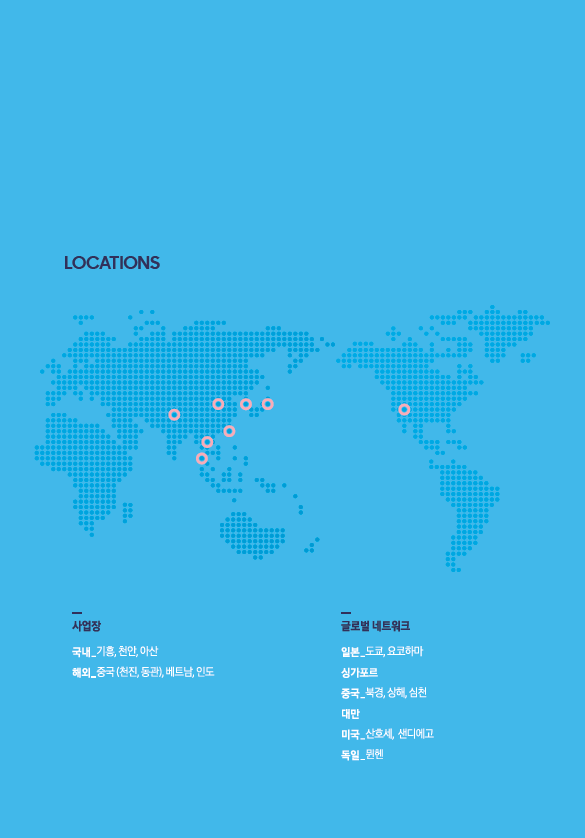 LOCATIONS
사업장
국내_기흥, 천안, 아산
해외_중국 (천진, 동관), 베트남, 인도
글로벌 네트워크
일본_도쿄, 요코하마
싱가포르
중국_북경, 상해, 심천
대만
미국_산호세, 샌디에고
독일_뮌헨